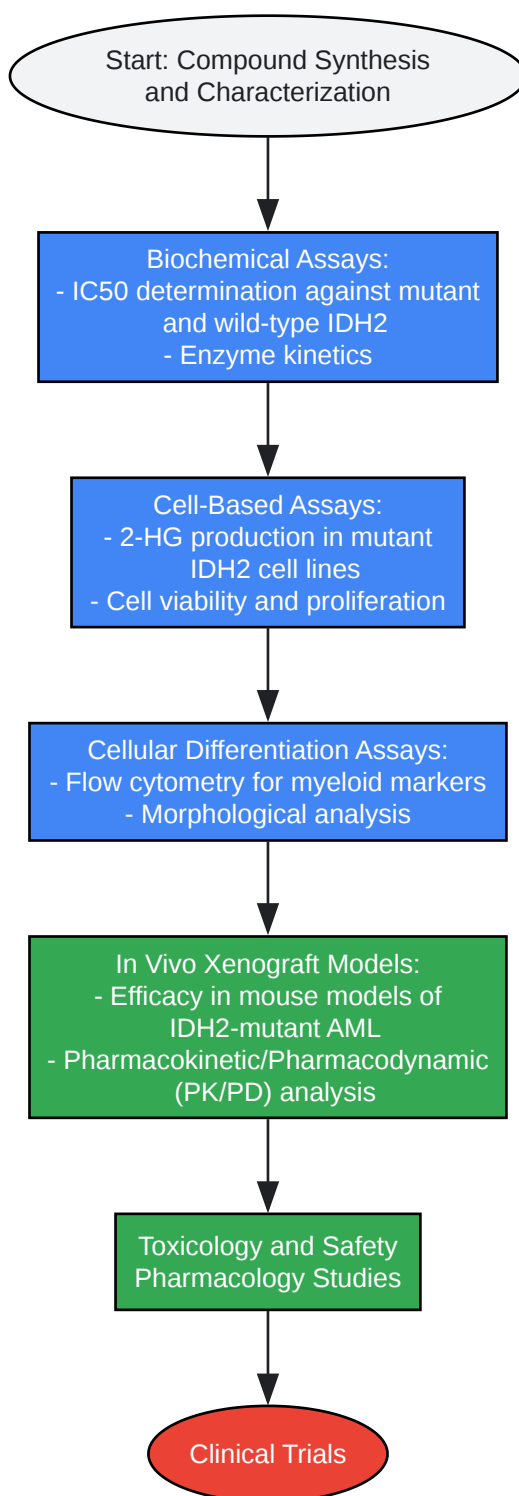 Start: Compound Synthesis
and Characterization
Biochemical Assays:
- IC50 determination against mutant
and wild-type IDH2
- Enzyme kinetics
Cell-Based Assays:
- 2-HG production in mutant
IDH2 cell lines
- Cell viability and proliferation
Cellular Differentiation Assays:
- Flow cytometry for myeloid markers
- Morphological analysis
In Vivo Xenograft Models:
- Efficacy in mouse models of
IDH2-mutant AML
- Pharmacokinetic/Pharmacodynamic
(PK/PD) analysis
Toxicology and Safety
Pharmacology Studies
Clinical Trials